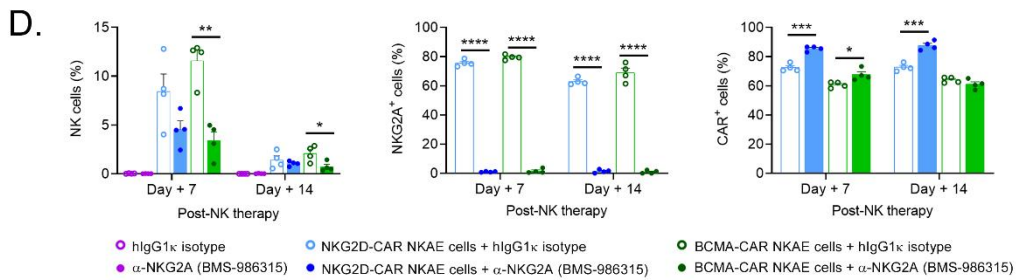 D.
15
10
5
0
NK cells (%)
**
*
Day + 7
Day + 14
Post-NK therapy
100
80
60
40
20
0
NKG2A⁺ cells (%)
****
****
****
****
Day + 7
Day + 14
Post-NK therapy
100
80
60
40
20
0
CAR⁺ cells (%)
***
*
***
Day + 7
Day + 14
Post-NK therapy
hIgG1κ isotype
α-NKG2A (BMS-986315)
NKG2D-CAR NKAE cells + hIgG1κ isotype
NKG2D-CAR NKAE cells + α-NKG2A (BMS-986315)
BCMA-CAR NKAE cells + hIgG1κ isotype
BCMA-CAR NKAE cells + α-NKG2A (BMS-986315)